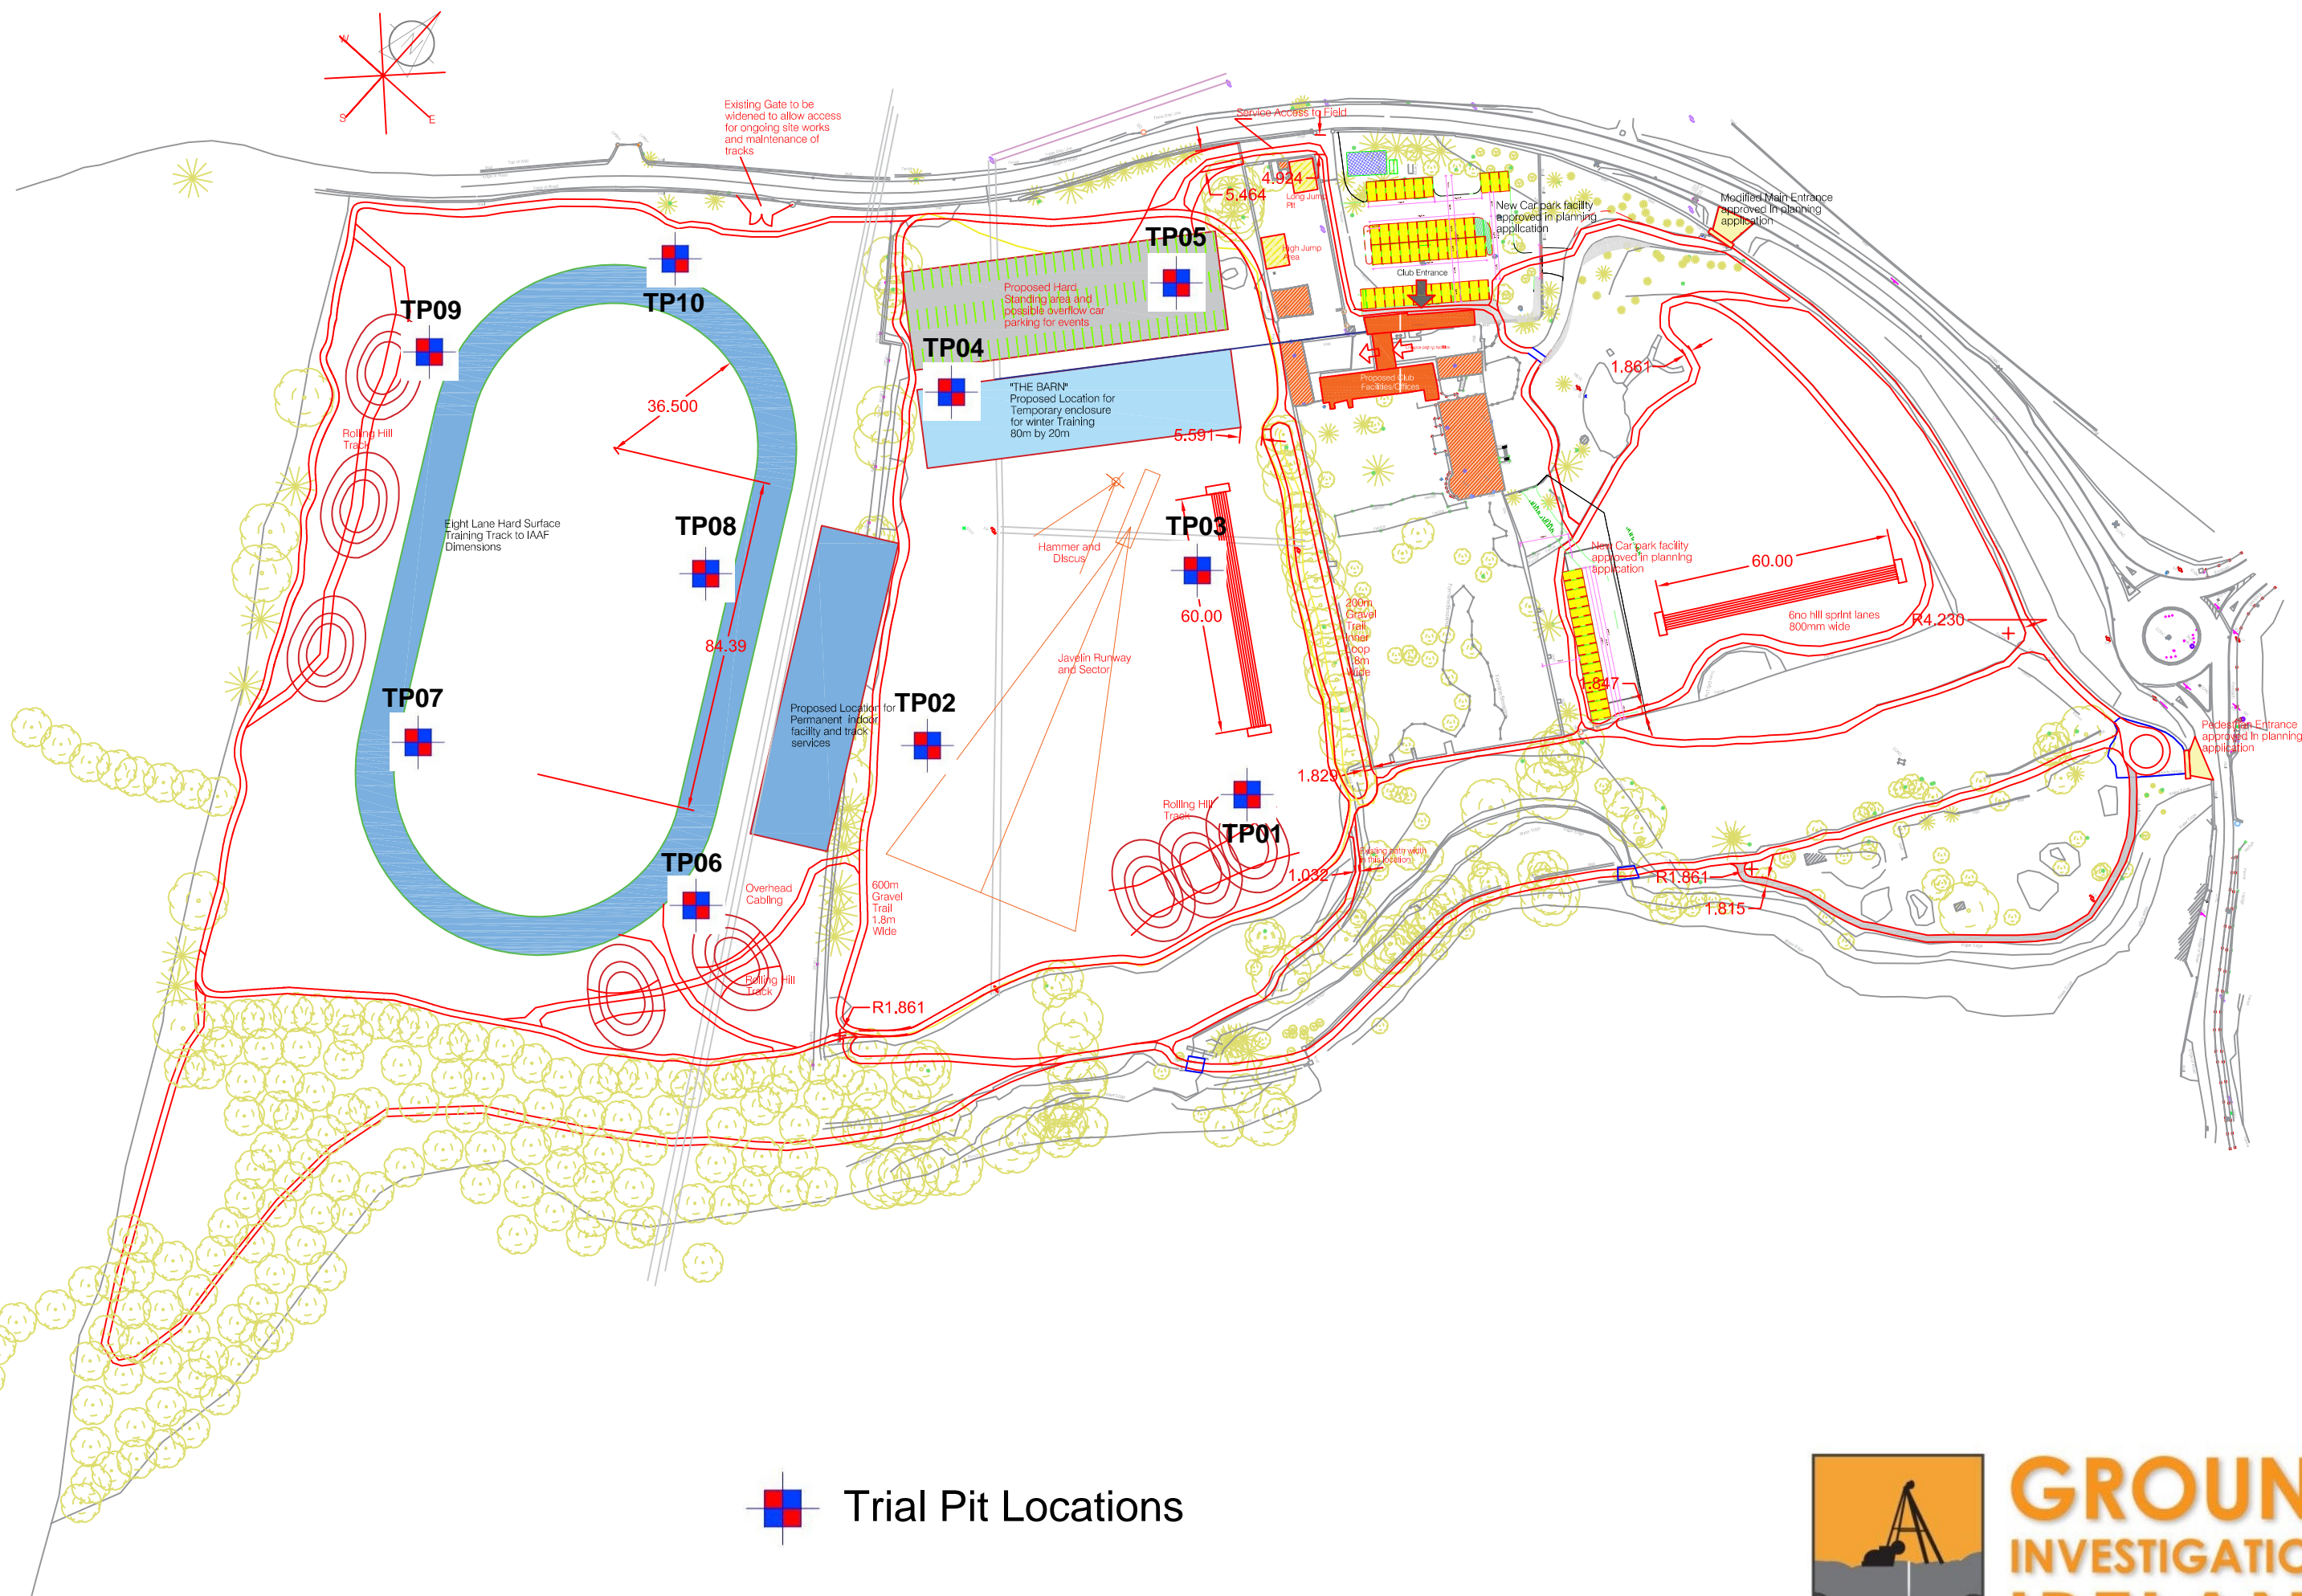 W
S
E
Existing Gate to be
widened to allow access
for ongoing site works
and maintenance of
tracks
Service Access to Field
4.924
5.464
Long Jump
Pit
High Jump
Area
New Car park facility
approved in planning
application
Modified Main Entrance
approved in planning
application
Club Entrance
TP05
TP10
TP09
Proposed Hard
Standing area and
possible overflow car
parking for events
TP04
"THE BARN"
Proposed Location for
Temporary enclosure
for winter Training
80m by 20m
5.591
Proposed Club
Facilities/Offices
1.861
36.500
Rolling Hill
Track
Eight Lane Hard Surface
Training Track to IAAF
Dimensions
TP08
84.39
TP03
Hammer and
Discus
60.00
New Car park facility
approved in planning
application
60.00
6no hill sprint lanes
800mm wide
R4.230
200m
Gravel
Trail
Inner
Loop
1.8m
Wide
Javelin Runway
and Sector
1.847
TP07
Proposed Location for
Permanent indoor
facility and track
services
TP02
Pedestrian Entrance
approved in planning
application
1.829
Rolling Hill
Track
TP01
Existing gate width
in this location
1.032
R1.861
1.815
TP06
Overhead
Cabling
600m
Gravel
Trail
1.8m
Wide
Rolling Hill
Track
R1.861
Trial Pit Locations
GROUN
INVESTIGATIO